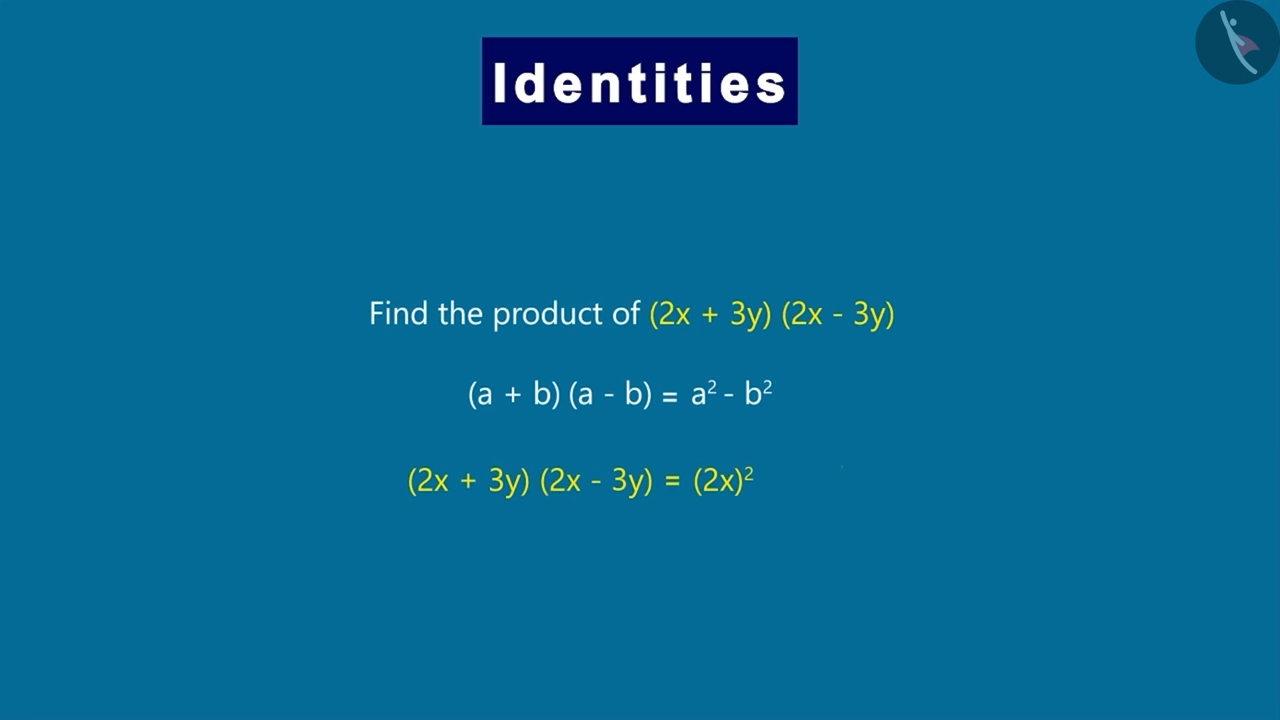 Identities
Find the product of (2x + 3y) (2x - 3y)
(a + b) (a - b) = a² - b²
(2x + 3y) (2x - 3y) = (2x)²